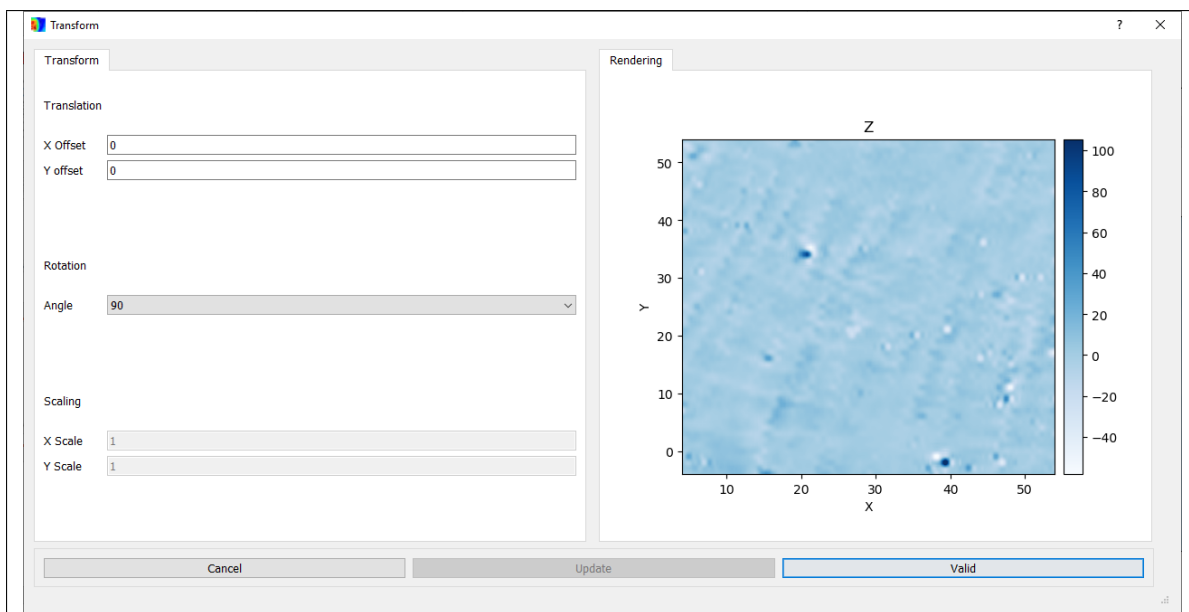 Transform
?
Transform
Translation
X Offset 0
Y offset 0
Rotation
Angle 90
Scaling
X Scale 1
Y Scale 1
Rendering
Z
50
40
30
20
10
0
Y
10 20 30 40 50
X
100
80
60
40
20
0
−20
−40
Cancel Update Valid